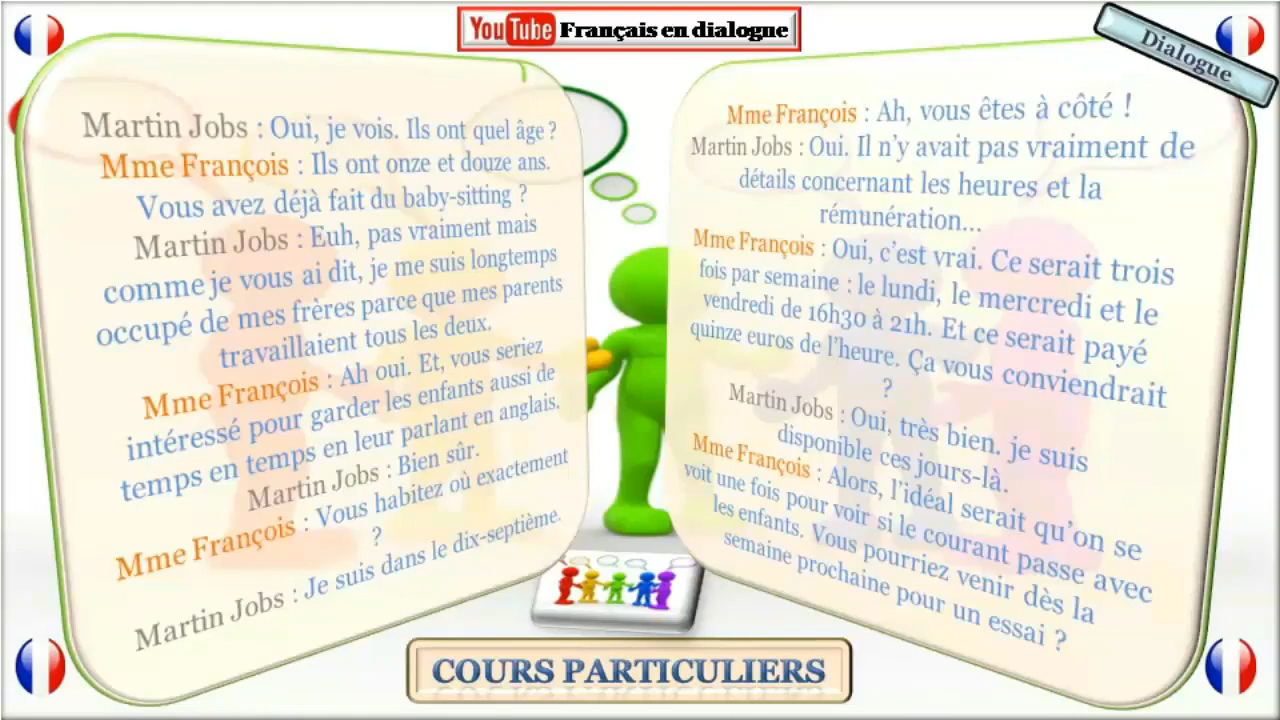 YouTube Français en dialogue
Dialogue
Martin Jobs : Oui, je vois. Ils ont quel âge ?
Mme François : Ils ont onze et douze ans.
Vous avez déjà fait du baby-sitting ?
Martin Jobs : Euh, pas vraiment mais
comme je vous ai dit, je me suis longtemps
occupé de mes frères parce que mes parents
travaillaient tous les deux.
Mme François : Ah oui. Et, vous seriez
intéressé pour garder les enfants aussi de
temps en temps en leur parlant en anglais.
Martin Jobs : Bien sûr.
Mme François : Vous habitez où exactement
?
Martin Jobs : Je suis dans le dix-septième.
Mme François : Ah, vous êtes à côté !
Martin Jobs : Oui. Il n’y avait pas vraiment de
détails concernant les heures et la
rémunération...
Mme François : Oui, c’est vrai. Ce serait trois
fois par semaine : le lundi, le mercredi et le
vendredi de 16h30 à 21h. Et ce serait payé
quinze euros de l’heure. Ça vous conviendrait
?
Martin Jobs : Oui, très bien. je suis
disponible ces jours-là.
Mme François : Alors, l’idéal serait qu’on se
voit une fois pour voir si le courant passe avec
les enfants. Vous pourriez venir dès la
semaine prochaine pour un essai ?
COURS PARTICULIERS